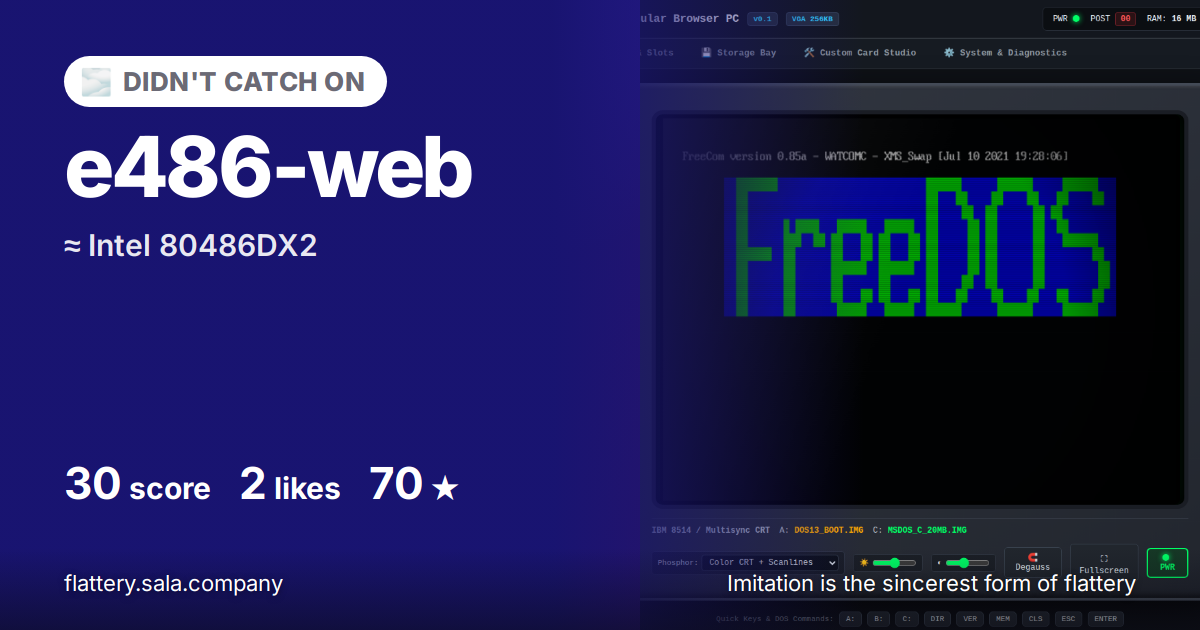 DIDN'T CATCH ON
e486-web
≈ Intel 80486DX2
30 score 2 likes 70 ★
flattery.sala.company
ular Browser PC v0.1 VGA 256KB
PWR POST 00 RAM: 16 MB
Slots Storage Bay Custom Card Studio System & Diagnostics
FreeCom version 0.85a - WATCOMC - XMS_Swap [Jul 10 2021 19:28:06]
FreeDOS
IBM 8514 / Multisync CRT A: DOS13_BOOT.IMG C: MSDOS_C_20MB.IMG
Phosphor: Color CRT + Scanlines Degauss Fullscreen PWR
Imitation is the sincerest form of flattery
Quick Keys & DOS Commands: A: B: C: DIR VER MEM CLS ESC ENTER